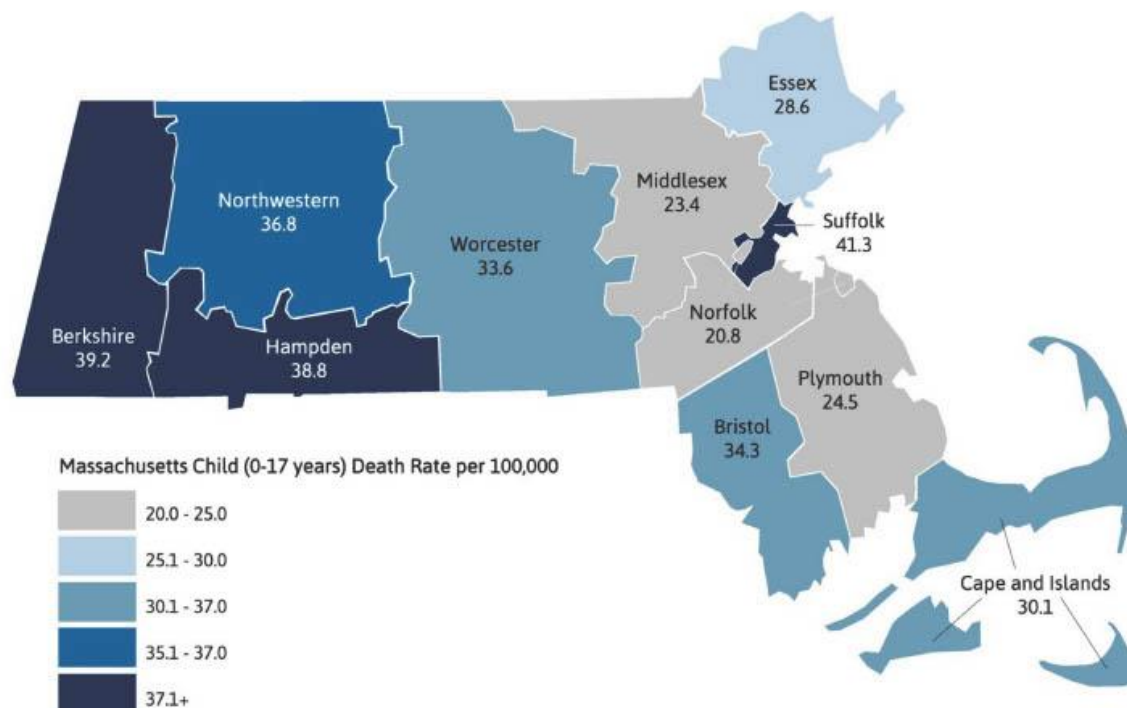 Essex
28.6
Middlesex
23.4
Northwestern
36.8
Suffolk
41.3
Worcester
33.6
Norfolk
20.8
Berkshire
39.2
Hampden
38.8
Plymouth
24.5
Bristol
34.3
Massachusetts Child (0-17 years) Death Rate per 100,000
20.0 - 25.0
25.1 - 30.0
30.1 - 37.0
35.1 - 37.0
37.1+
Cape and Islands
30.1